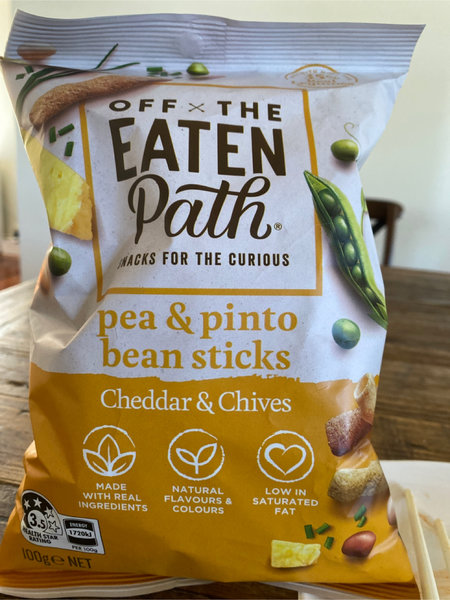 OFF × THE
EATEN
Path®
SNACKS FOR THE CURIOUS
pea & pinto
bean sticks
Cheddar & Chives
MADE
WITH REAL
INGREDIENTS
NATURAL
FLAVOURS &
COLOURS
LOW IN
SATURATED
FAT
3.5
HEALTH STAR
RATING
ENERGY
1720kJ
PER 100g
100g e NET